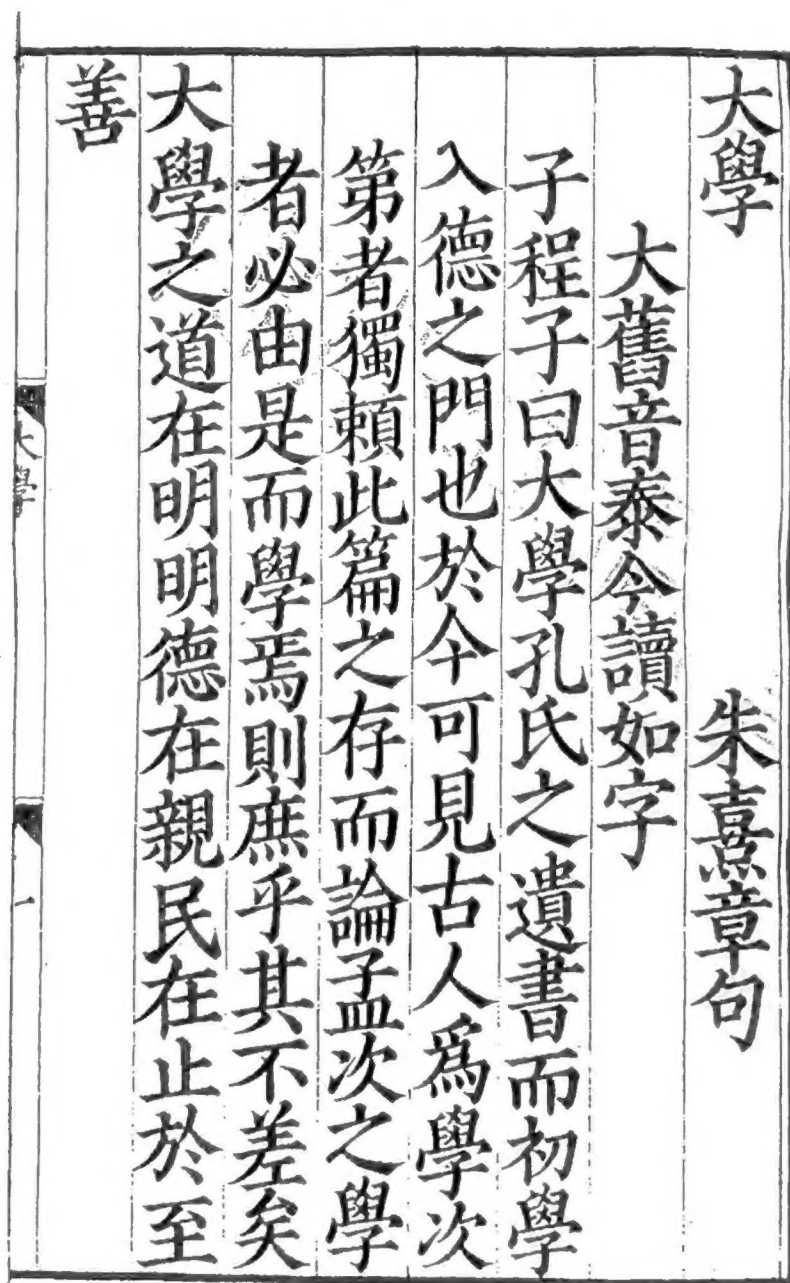 大學　　　　　朱熹章句
大舊音泰今讀如字
子程子曰大學孔氏之遺書而初學
入德之門也於今可見古人爲學次
第者獨賴此篇之存而論孟次之學
者必由是而學焉則庶乎其不差矣
大學之道在明明德在親民在止於至
善
大學
一